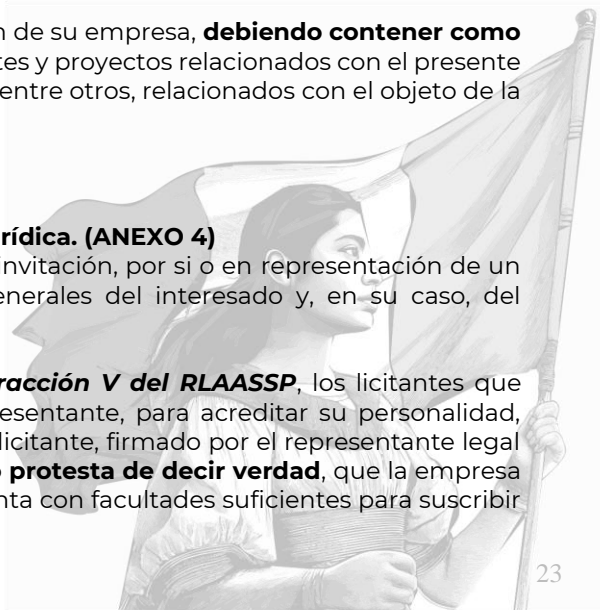 n de su empresa, debiendo contener como
tes y proyectos relacionados con el presente
entre otros, relacionados con el objeto de la
rídica. (ANEXO 4)
invitación, por si o en representación de un
enerales del interesado y, en su caso, del
racción V del RLAASSP, los licitantes que
resentante, para acreditar su personalidad,
licitante, firmado por el representante legal
o protesta de decir verdad, que la empresa
nta con facultades suficientes para suscribir
23